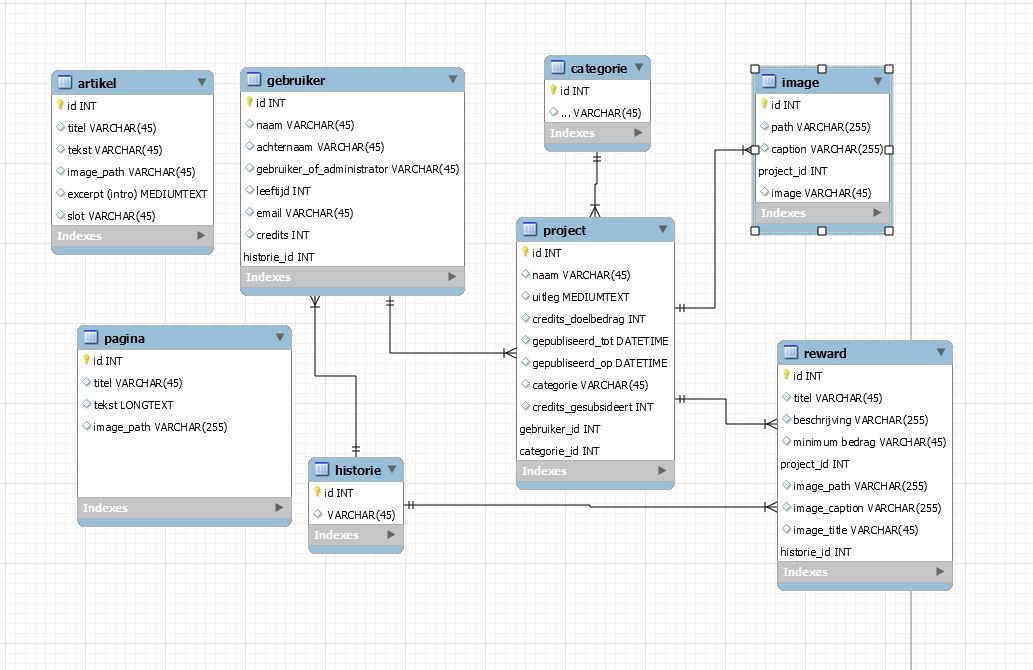 artikel
id INT
titel VARCHAR(45)
tekst VARCHAR(45)
image_path VARCHAR(45)
excerpt (intro) MEDIUMTEXT
slot VARCHAR(45)
Indexes
gebruiker
id INT
naam VARCHAR(45)
achternaam VARCHAR(45)
gebruiker_of_administrator VARCHAR(45)
leeftijd INT
email VARCHAR(45)
credits INT
historie_id INT
Indexes
categorie
id INT
... VARCHAR(45)
Indexes
image
id INT
path VARCHAR(255)
caption VARCHAR(255)
project_id INT
image VARCHAR(45)
Indexes
project
id INT
naam VARCHAR(45)
uitleg MEDIUMTEXT
credits_doelbedrag INT
gepubliseerd_tot DATETIME
gepubliseerd_op DATETIME
categorie VARCHAR(45)
credits_gesubsideert INT
gebruiker_id INT
categorie_id INT
Indexes
pagina
id INT
titel VARCHAR(45)
tekst LONGTEXT
image_path VARCHAR(255)
Indexes
historie
id INT
VARCHAR(45)
Indexes
reward
id INT
titel VARCHAR(45)
beschrijving VARCHAR(255)
minimum bedrag VARCHAR(45)
project_id INT
image_path VARCHAR(255)
image_caption VARCHAR(255)
image_title VARCHAR(45)
historie_id INT
Indexes